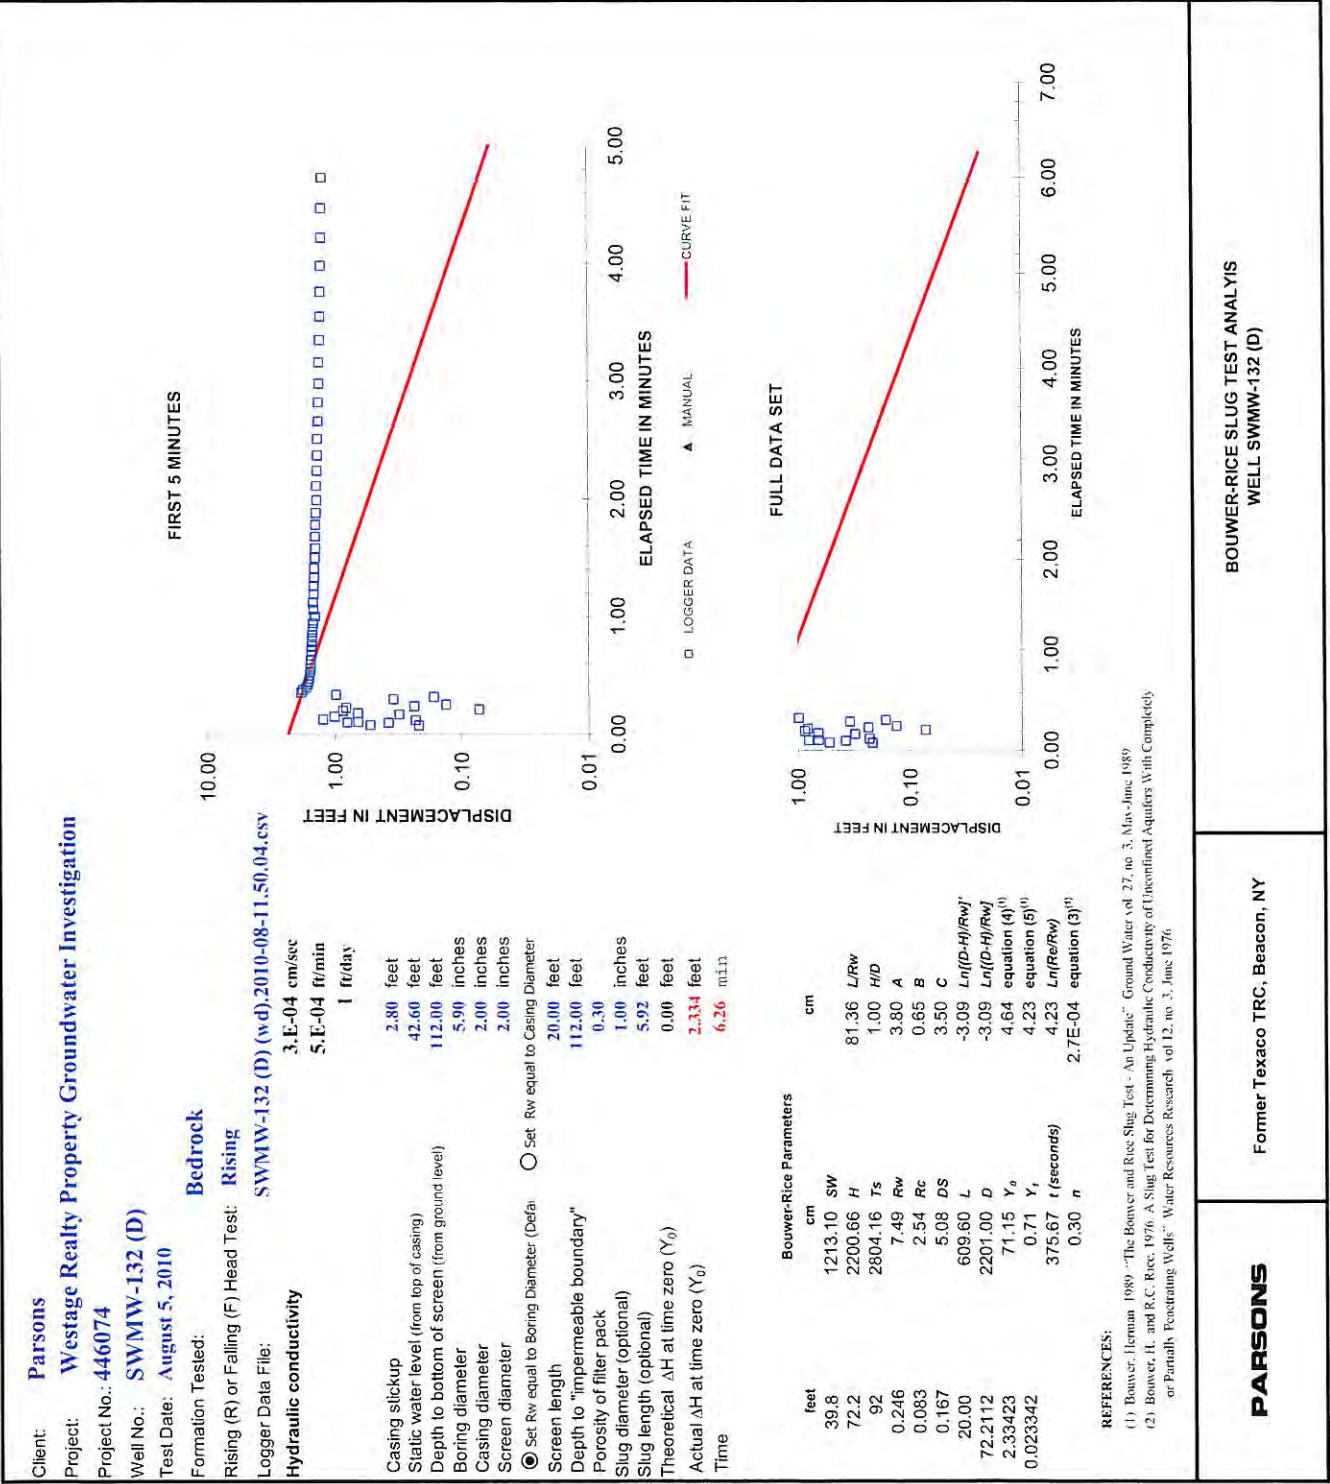 Client: Parsons
Project: Westage Realty Property Groundwater Investigation
Project No.: 446074
Well No.: SWMW-132 (D)
Test Date: August 5, 2010
Formation Tested: Bedrock
Rising (R) or Falling (F) Head Test: Rising
Logger Data File: SWMW-132 (D) (wd).2010-08-11.50.04.csv
Hydraulic conductivity 3.E-04 cm/sec
5.E-04 ft/min
1 ft/day
Casing stickup 2.80 feet
Static water level (from top of casing) 42.60 feet
Depth to bottom of screen (from ground level) 112.00 feet
Boring diameter 5.90 inches
Casing diameter 2.00 inches
Screen diameter 2.00 inches
Set Rw equal to Boring Diameter (Defai Set Rw equal to Casing Diameter
Screen length 20.00 feet
Depth to "impermeable boundary" 112.00 feet
Porosity of filter pack 0.30
Slug diameter (optional) 1.00 inches
Slug length (optional) 5.92 feet
Theoretical ΔH at time zero (Y₀) 0.00 feet
Actual ΔH at time zero (Y₀) 2.334 feet
Time 6.26 min
Bouwer-Rice Parameters
feet cm cm
39.8 1213.10 SW
72.2 2200.66 H 81.36 L/Rw
92 2804.16 Ts 1.00 H/D
0.246 7.49 Rw 3.80 A
0.083 2.54 Rc 0.65 B
0.167 5.08 DS 3.50 C
20.00 609.60 L -3.09 Ln[(D-H)/Rw]'
72.2112 2201.00 D -3.09 Ln[(D-H)/Rw]
2.33423 71.15 Y₀ 4.64 equation (4)⁽¹⁾
0.023342 0.71 Yₜ 4.23 equation (5)⁽¹⁾
375.67 t (seconds) 4.23 Ln(Re/Rw)
0.30 n 2.7E-04 equation (3)⁽¹⁾
FIRST 5 MINUTES
DISPLACEMENT IN FEET
10.00
1.00
0.10
0.01
0.00 1.00 2.00 3.00 4.00 5.00
ELAPSED TIME IN MINUTES
LOGGER DATA MANUAL CURVE FIT
FULL DATA SET
DISPLACEMENT IN FEET
1.00
0.10
0.01
0.00 1.00 2.00 3.00 4.00 5.00 6.00 7.00
ELAPSED TIME IN MINUTES
REFERENCES:
(1) Bouwer, Herman 1989 "The Bouwer and Rice Slug Test - An Update" Ground Water vol 27, no 3, May-June 1989
(2) Bouwer, H. and R.C. Rice, 1976. A Slug Test for Determining Hydraulic Conductivity of Unconfined Aquifers With Completely
or Partially Penetrating Wells" Water Resources Research vol 12, no 3, June 1976
PARSONS
Former Texaco TRC, Beacon, NY
BOUWER-RICE SLUG TEST ANALYIS
WELL SWMW-132 (D)